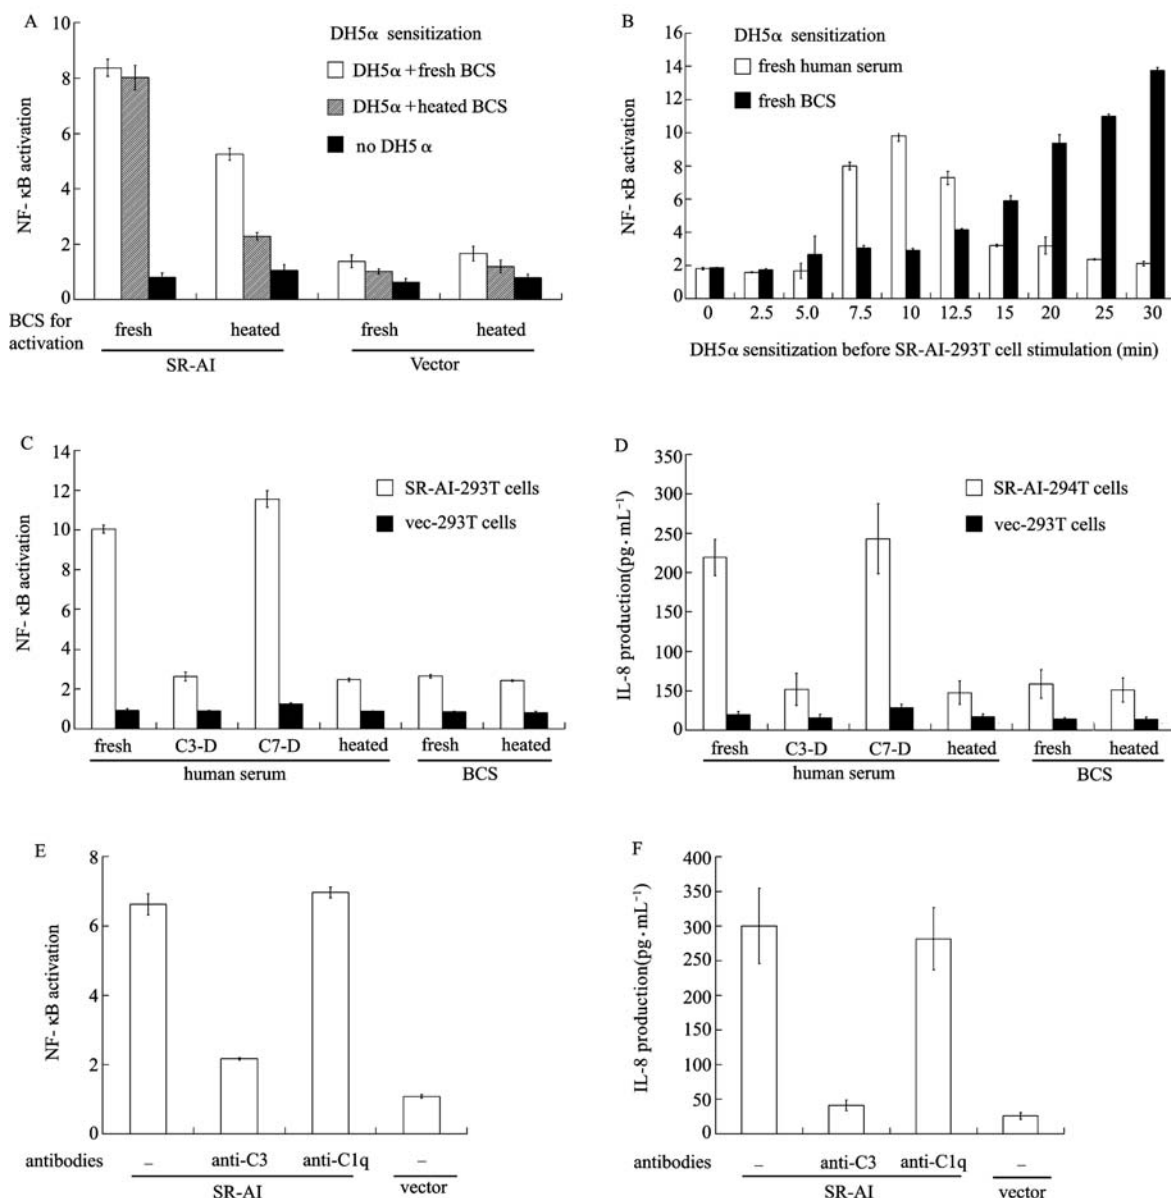 A
DH5α sensitization
DH5α+fresh BCS
DH5α+heated BCS
no DH5 α
NF- κB activation
10
8
6
4
2
0
BCS for activation
fresh
heated
fresh
heated
SR-AI
Vector
B
DH5α sensitization
fresh human serum
fresh BCS
NF- κB activation
16
14
12
10
8
6
4
2
0
0 2.5 5.0 7.5 10 12.5 15 20 25 30
DH5α sensitization before SR-AI-293T cell stimulation (min)
C
SR-AI-293T cells
vec-293T cells
NF- κB activation
14
12
10
8
6
4
2
0
fresh C3-D C7-D heated fresh heated
human serum BCS
D
SR-AI-294T cells
vec-293T cells
IL-8 production(pg·mL⁻¹)
350
300
250
200
150
100
50
0
fresh C3-D C7-D heated fresh heated
human serum BCS
E
NF- κB activation
8
6
4
2
0
antibodies – anti-C3 anti-C1q –
SR-AI vector
F
IL-8 production(pg·mL⁻¹)
400
350
300
250
200
150
100
50
0
antibodies – anti-C3 anti-C1q –
SR-AI vector